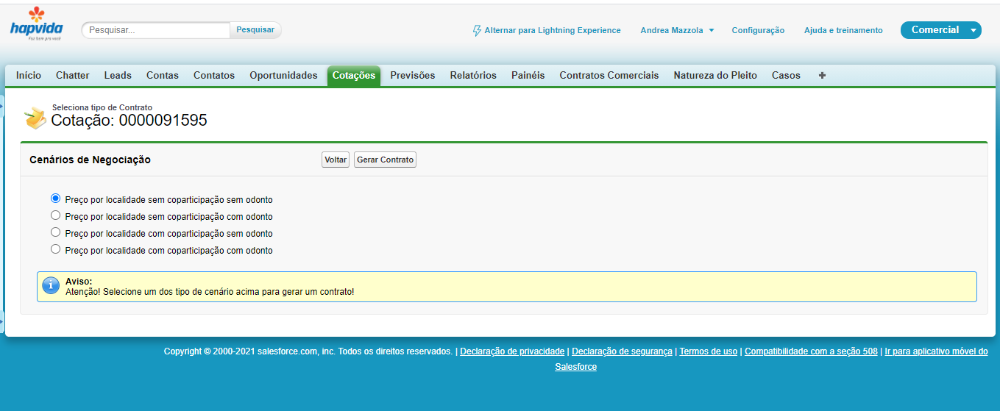 hapvida
Faz bem pra você
Pesquisar...
Pesquisar
Alternar para Lightning Experience
Andrea Mazzola
Configuração
Ajuda e treinamento
Comercial
Início Chatter Leads Contas Contatos Oportunidades Cotações Previsões Relatórios Painéis Contratos Comerciais Natureza do Pleito Casos +
Seleciona tipo de Contrato
Cotação: 0000091595
Cenários de Negociação
Voltar
Gerar Contrato
Preço por localidade sem coparticipação sem odonto
Preço por localidade sem coparticipação com odonto
Preço por localidade com coparticipação sem odonto
Preço por localidade com coparticipação com odonto
Aviso:
Atenção! Selecione um dos tipo de cenário acima para gerar um contrato!
Copyright © 2000-2021 salesforce.com, inc. Todos os direitos reservados. | Declaração de privacidade | Declaração de segurança | Termos de uso | Compatibilidade com a seção 508 | Ir para aplicativo móvel do
Salesforce